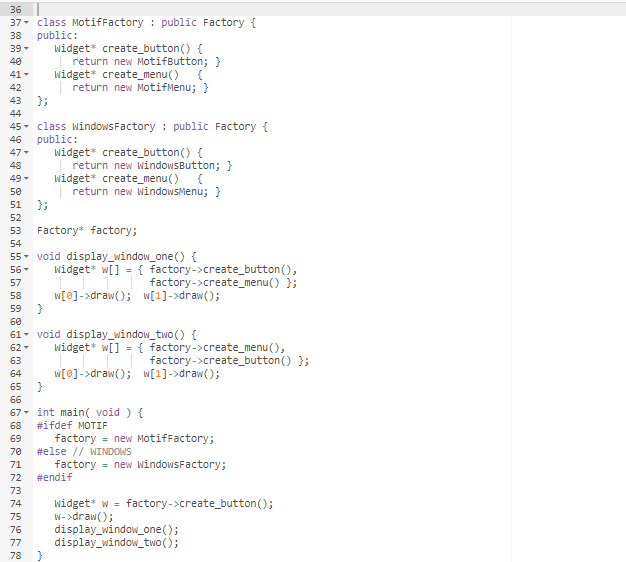 36
37 class MotifFactory : public Factory {
38 public:
39    Widget* create_button() {
40       return new MotifButton; }
41    Widget* create_menu()   {
42       return new MotifMenu; }
43 };
44
45 class WindowsFactory : public Factory {
46 public:
47    Widget* create_button() {
48       return new WindowsButton; }
49    Widget* create_menu()   {
50       return new WindowsMenu; }
51 };
52
53 Factory* factory;
54
55 void display_window_one() {
56    Widget* w[] = { factory->create_button(),
57                    factory->create_menu() };
58    w[0]->draw();  w[1]->draw();
59 }
60
61 void display_window_two() {
62    Widget* w[] = { factory->create_menu(),
63                    factory->create_button() };
64    w[0]->draw();  w[1]->draw();
65 }
66
67 int main( void ) {
68 #ifdef MOTIF
69    factory = new MotifFactory;
70 #else // WINDOWS
71    factory = new WindowsFactory;
72 #endif
73
74    Widget* w = factory->create_button();
75    w->draw();
76    display_window_one();
77    display_window_two();
78 }